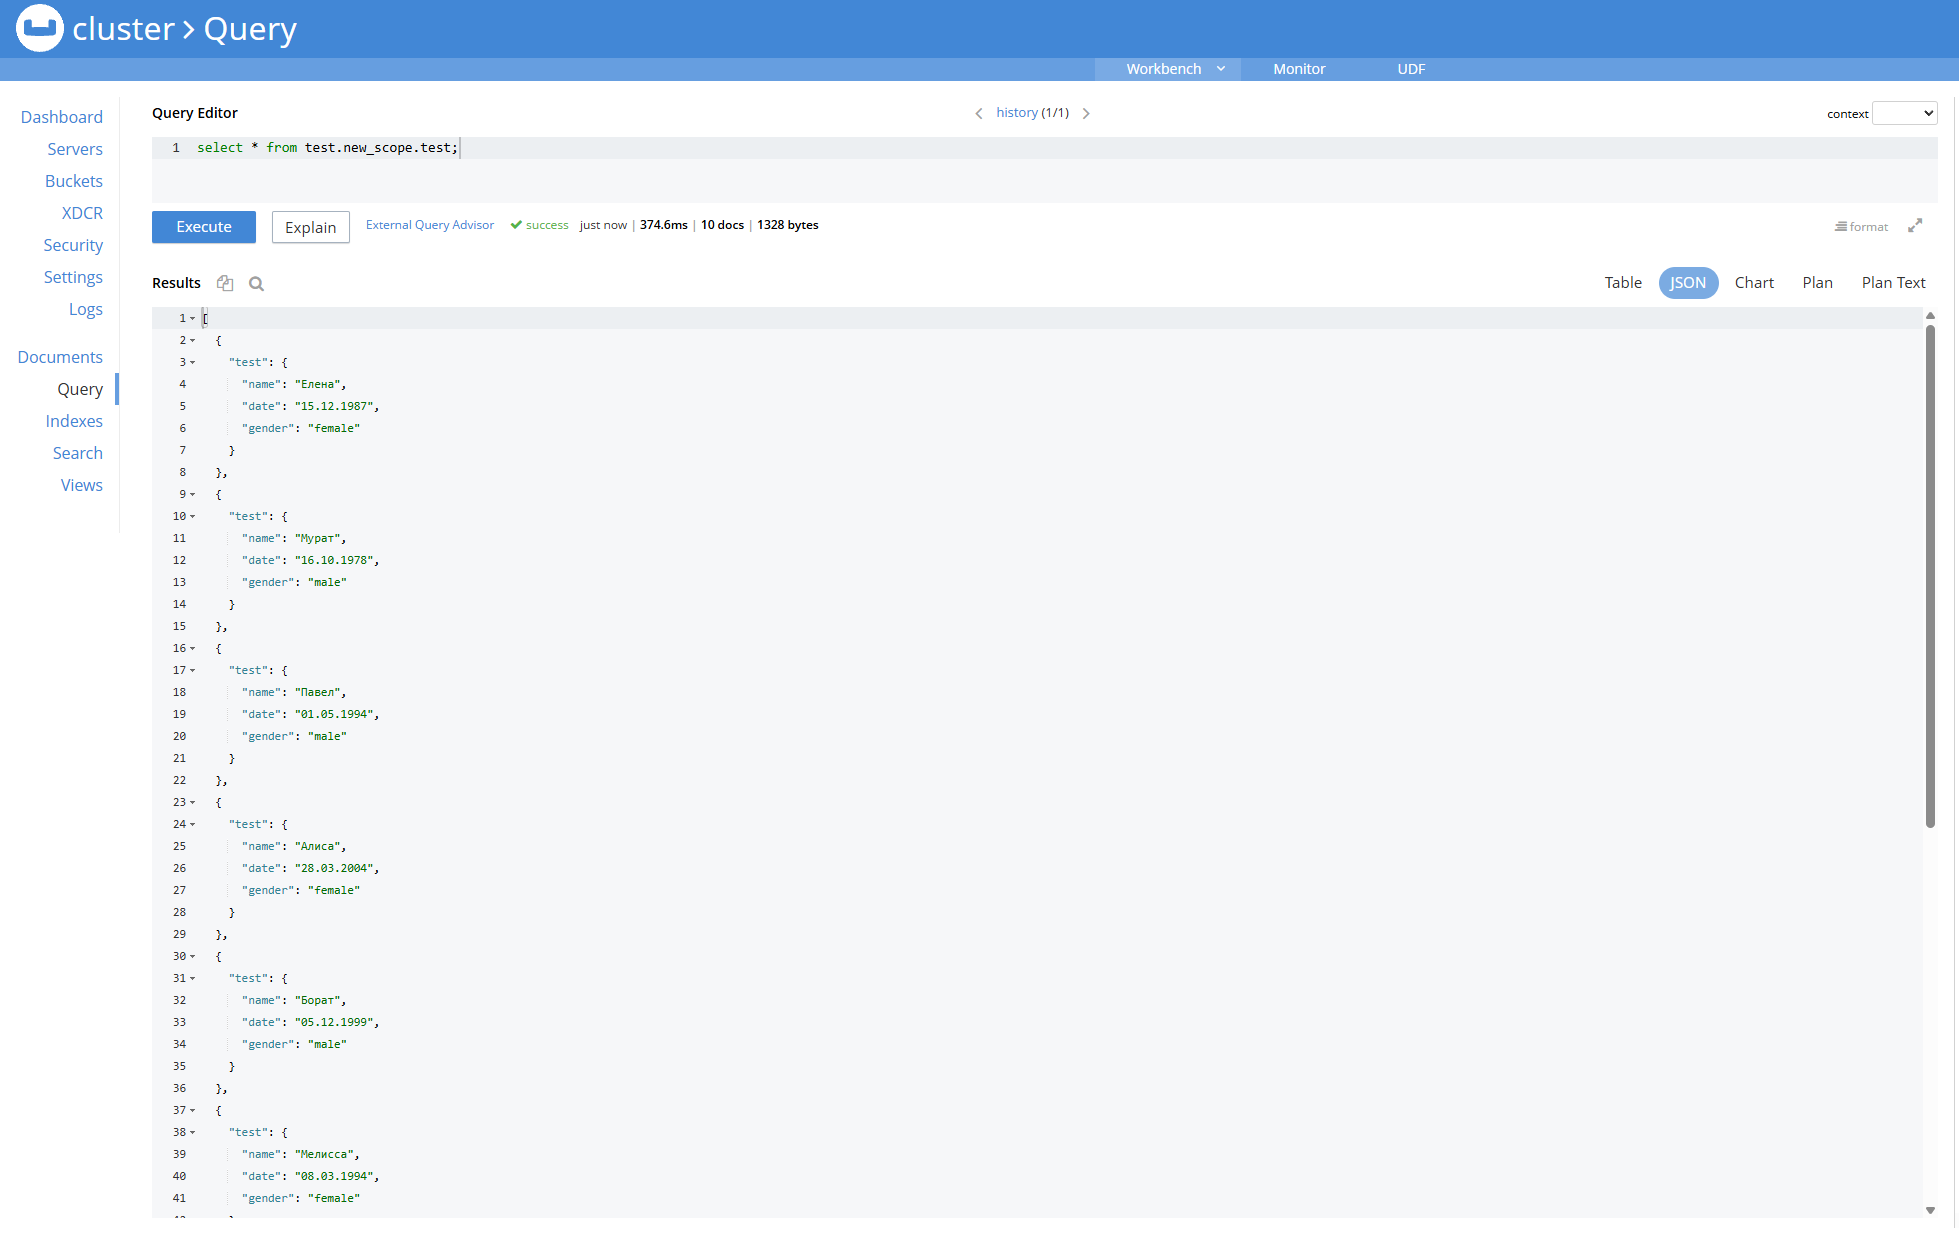 cluster > Query
Workbench Monitor UDF
Dashboard
Servers
Buckets
XDCR
Security
Settings
Logs
Documents
Query
Indexes
Search
Views
Query Editor
history (1/1)
context
1 select * from test.new_scope.test;
Execute Explain External Query Advisor success just now | 374.6ms | 10 docs | 1328 bytes
format
Results
Table JSON Chart Plan Plan Text
1 [
2 {
3 "test": {
4 "name": "Елена",
5 "date": "15.12.1987",
6 "gender": "female"
7 }
8 },
9 {
10 "test": {
11 "name": "Мурат",
12 "date": "16.10.1978",
13 "gender": "male"
14 }
15 },
16 {
17 "test": {
18 "name": "Павел",
19 "date": "01.05.1994",
20 "gender": "male"
21 }
22 },
23 {
24 "test": {
25 "name": "Алиса",
26 "date": "28.03.2004",
27 "gender": "female"
28 }
29 },
30 {
31 "test": {
32 "name": "Борат",
33 "date": "05.12.1999",
34 "gender": "male"
35 }
36 },
37 {
38 "test": {
39 "name": "Мелисса",
40 "date": "08.03.1994",
41 "gender": "female"